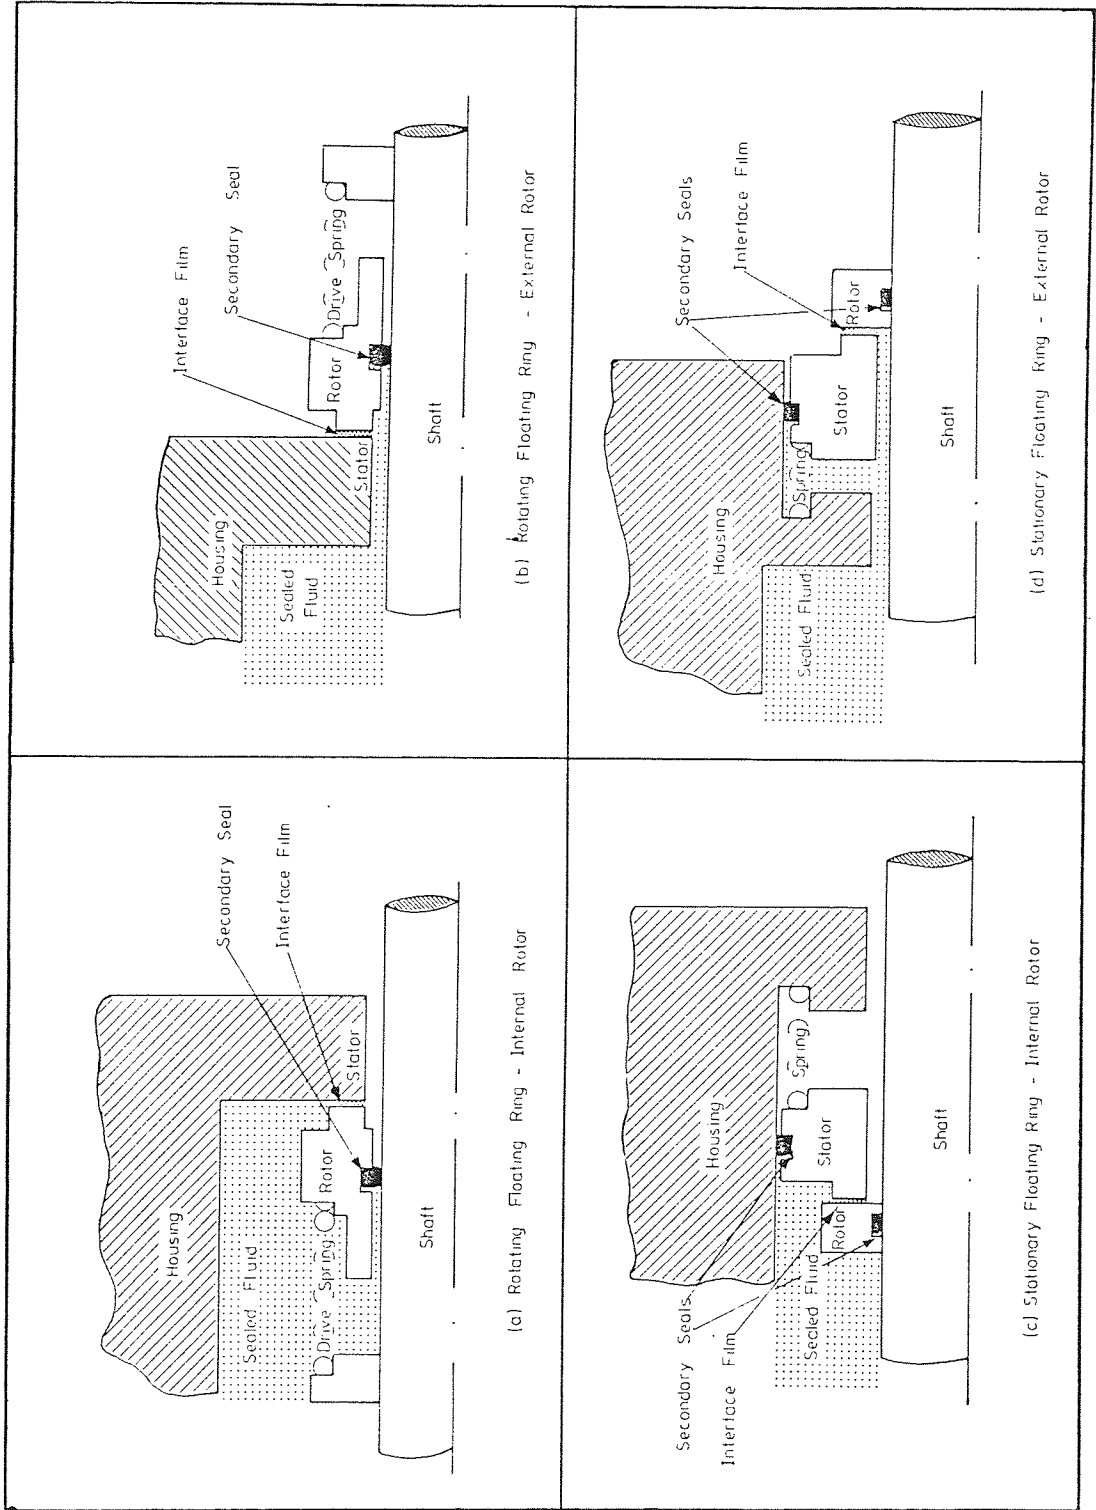 Housing
Sealed Fluid
Drive Spring
Rotor
Stator
Secondary Seal
Interface Film
Shaft
(a) Rotating Floating Ring - Internal Rotor
Interface Film
Secondary Seal
Housing
Sealed
Fluid
Stator
Rotor
Drive Spring
Shaft
(b) Rotating Floating Ring - External Rotor
Housing
Spring
Secondary Seals
Interface Film
Sealed Fluid
Rotor
Stator
Shaft
(c) Stationary Floating Ring - Internal Rotor
Secondary Seals
Interface Film
Housing
Sealed Fluid
Spring
Stator
Rotor
Shaft
(d) Stationary Floating Ring - External Rotor